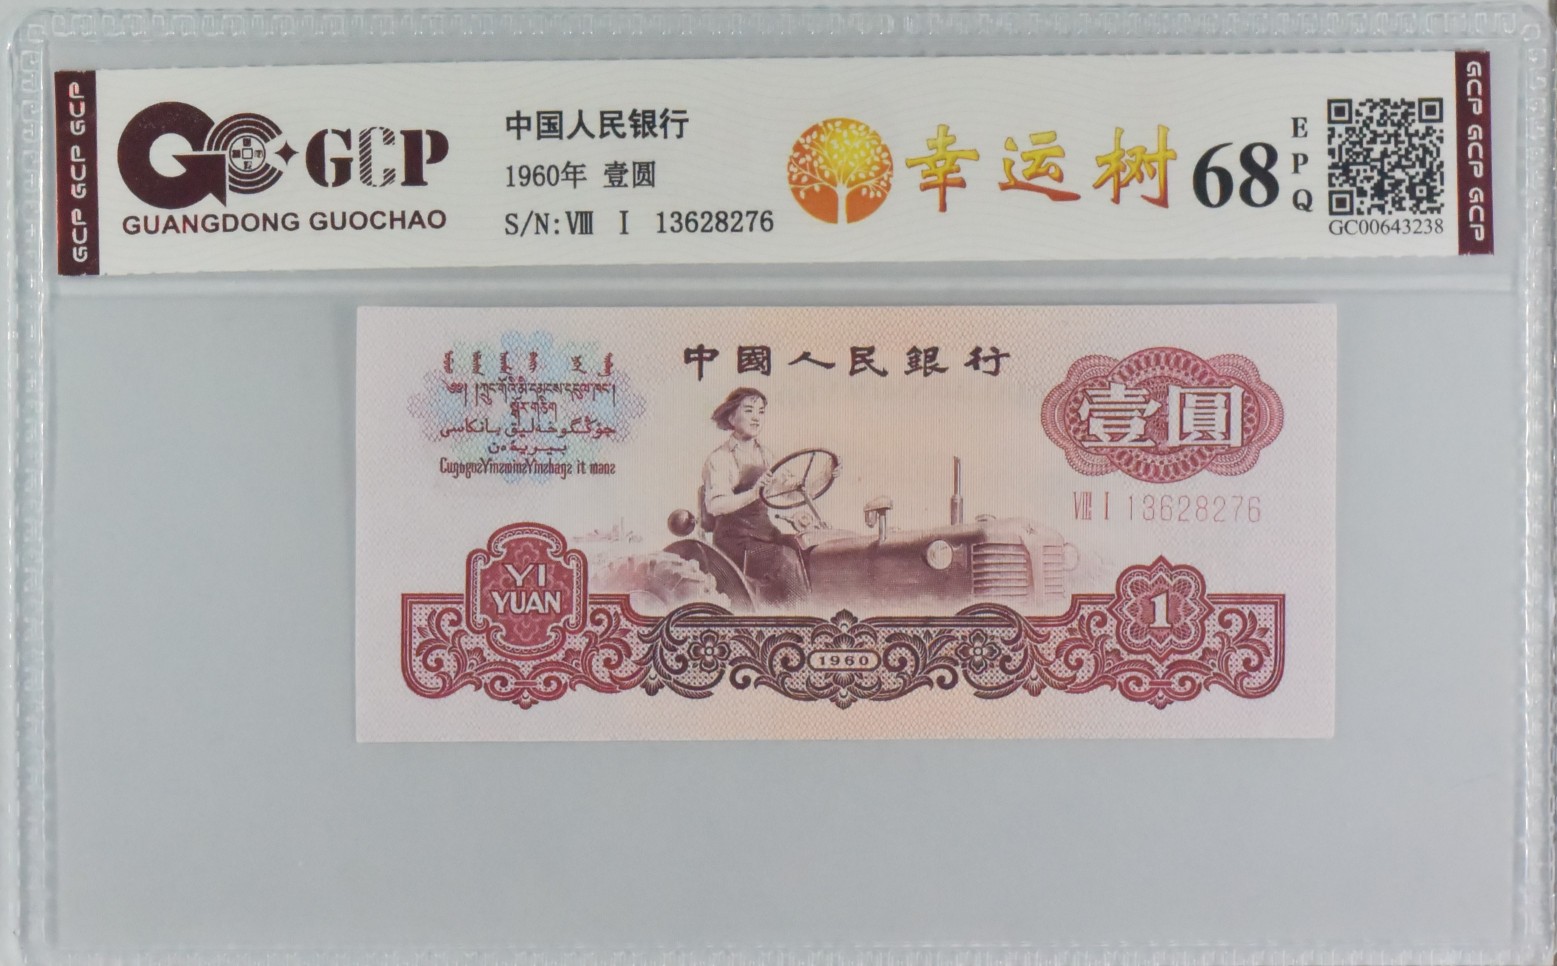 GCP GCP GCP
GCP
GUANGDONG GUOCHAO
中国人民银行
1960年 壹圆
S/N: Ⅷ Ⅰ 13628276
幸运树
68
EPQ
GC00643238
GCP GCP GCP
中國人民銀行
壹圓
Ⅷ Ⅰ 13628276
YI
YUAN
1960
1